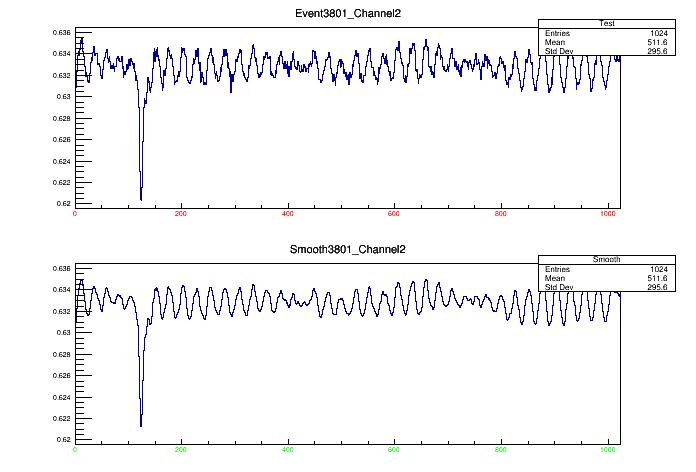 Event3801_Channel2
Test
Entries 1024
Mean 511.6
Std Dev 295.6
0.636
0.634
0.632
0.63
0.628
0.626
0.624
0.622
0.62
0 200 400 600 800 1000
Smooth3801_Channel2
Smooth
Entries 1024
Mean 511.6
Std Dev 295.6
0.636
0.634
0.632
0.63
0.628
0.626
0.624
0.622
0.62
0 200 400 600 800 1000